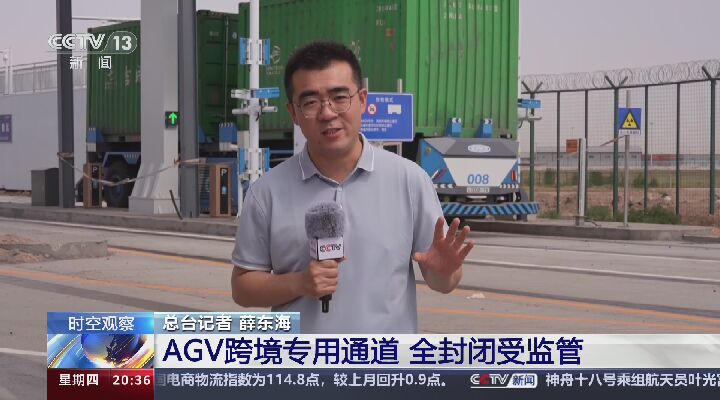 CCTV 13
新闻
008
CCTV
时空观察
总台记者 薛东海
AGV跨境专用通道 全封闭受监管
星期四 20:36 国电商物流指数为114.8点，较上月回升0.9点。 CCTV新闻 神舟十八号乘组航天员叶光富